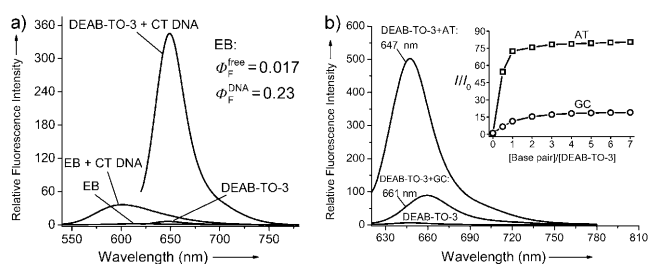 a)
DEAB-TO-3 + CT DNA
EB:
Φ_F^free = 0.017
Φ_F^DNA = 0.23
EB + CT DNA
EB
DEAB-TO-3
Relative Fluorescence Intensity →
360
300
240
180
120
60
0
550 600 650 700 750
Wavelength (nm) →
b)
DEAB-TO-3+AT:
647 nm
DEAB-TO-3+GC:
661 nm
DEAB-TO-3
Relative Fluorescence Intensity →
600
500
400
300
200
100
0
630 660 690 720 750 780 810
Wavelength (nm) →
I/I0
90
75
60
45
30
15
0
AT
GC
0 1 2 3 4 5 6 7
[Base pair]/[DEAB-TO-3]